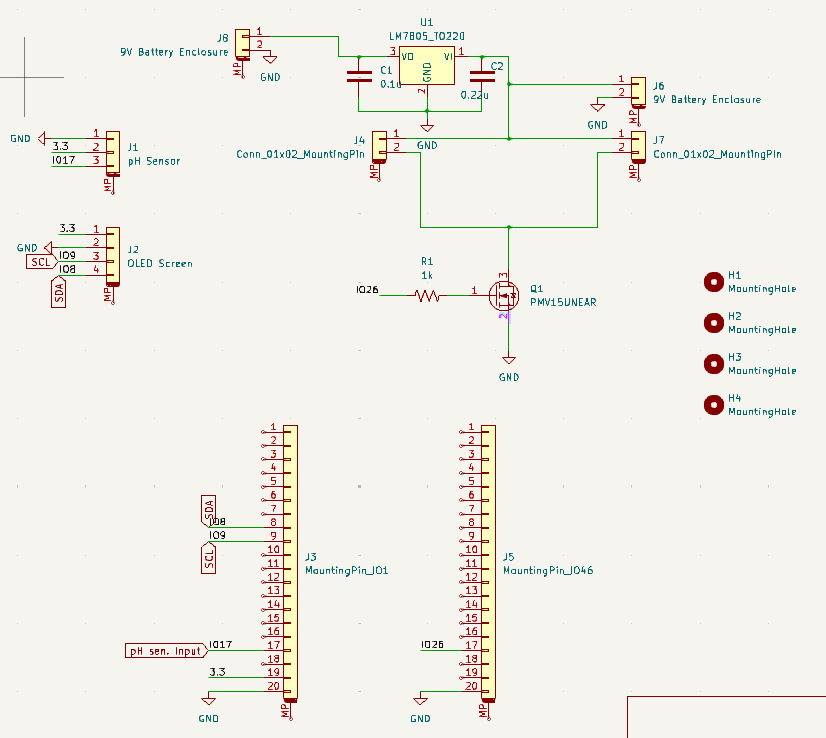 J8
9V Battery Enclosure
1
2
MP
GND
U1
LM7805_TO220
3
VO
VI
1
GND
2
C1
0.1u
C2
0.22u
GND
1
2
MP
J6
9V Battery Enclosure
GND
J4
Conn_01x02_MountingPin
1
2
MP
1
2
MP
J7
Conn_01x02_MountingPin
GND
3.3
IO17
1
2
3
MP
J1
pH Sensor
3.3
GND
IO9
SCL
IO8
SDA
1
2
3
4
MP
J2
OLED Screen
R1
1k
IO26
1
3
2
Q1
PMV15UNEAR
GND
H1
MountingHole
H2
MountingHole
H3
MountingHole
H4
MountingHole
1
2
3
4
5
6
7
8
9
10
11
12
13
14
15
16
17
18
19
20
MP
SDA
IO8
IO9
SCL
J3
MountingPin_IO1
pH sen. input
IO17
3.3
GND
1
2
3
4
5
6
7
8
9
10
11
12
13
14
15
16
17
18
19
20
MP
J5
MountingPin_IO46
IO26
GND